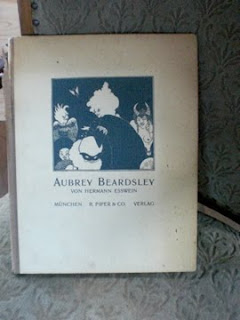 AUBREY BEARDSLEY
VON HERMANN ESSWEIN
MÜNCHEN R. PIPER & CO. VERLAG